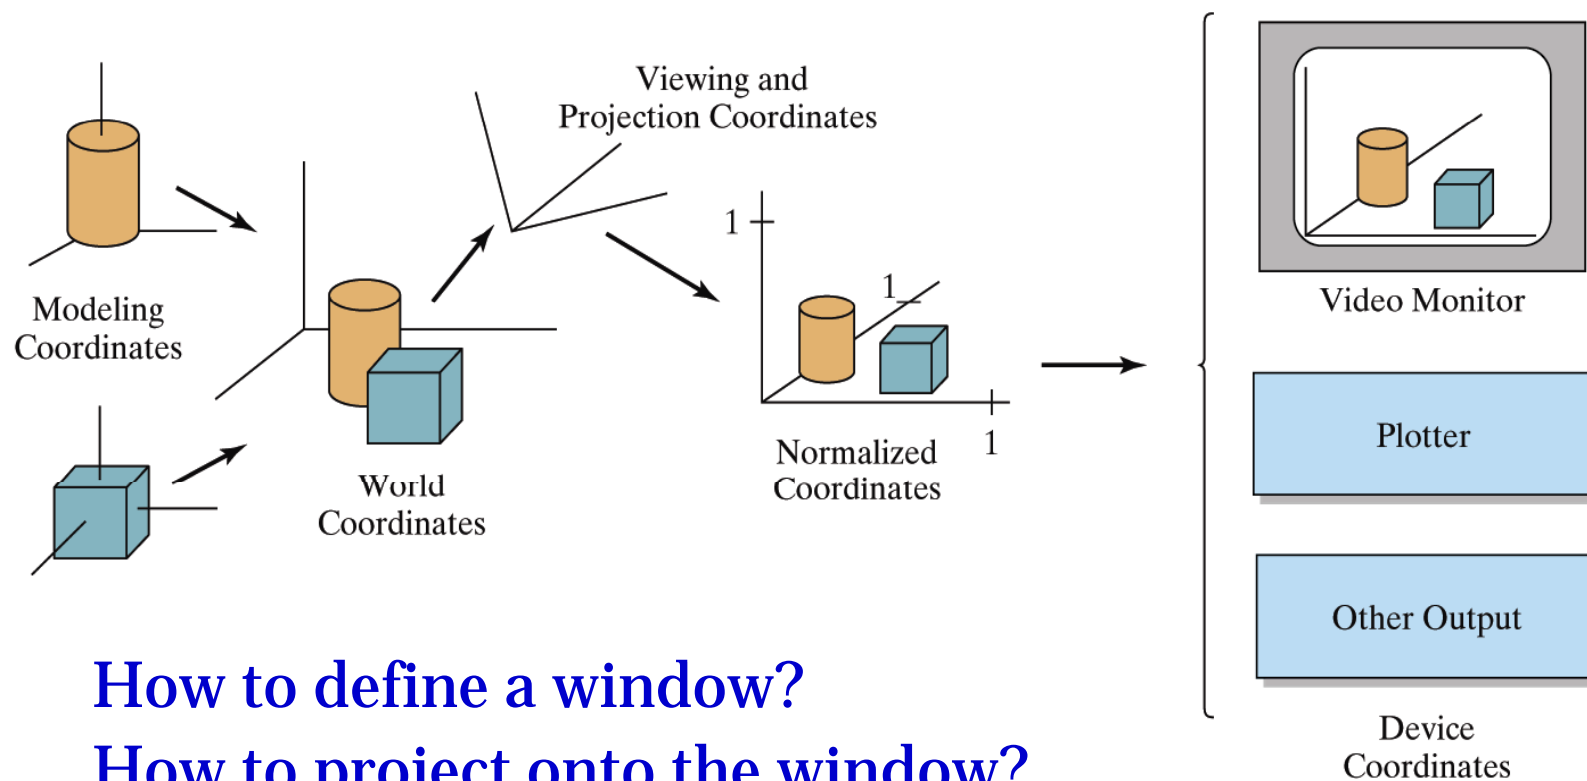 Modeling
Coordinates
World
Coordinates
Viewing and
Projection Coordinates
1
1
1
Normalized
Coordinates
Video Monitor
Plotter
Other Output
Device
Coordinates
How to define a window?
How to project onto the window?